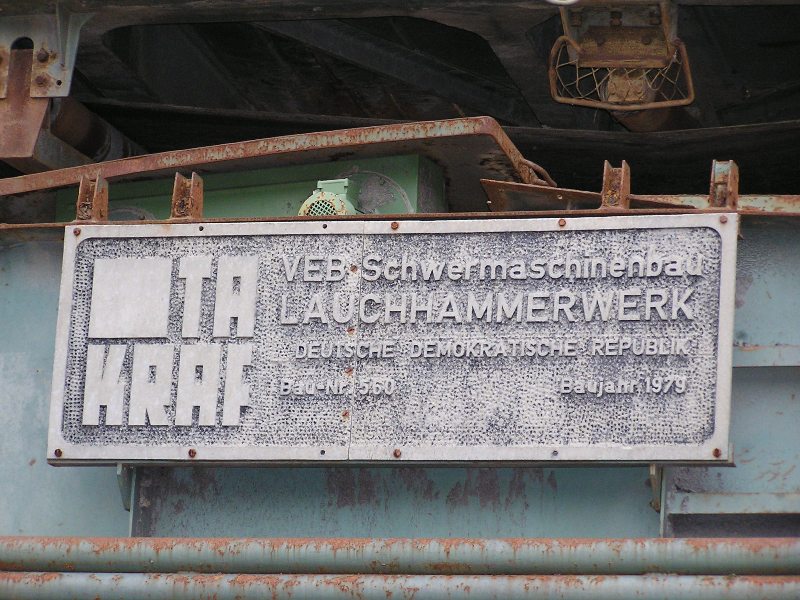 TA
KRAF
VEB Schwermaschinenbau
LAUCHHAMMERWERK
DEUTSCHE DEMOKRATISCHE REPUBLIK
Bau-Nr. 560 Baujahr 1979